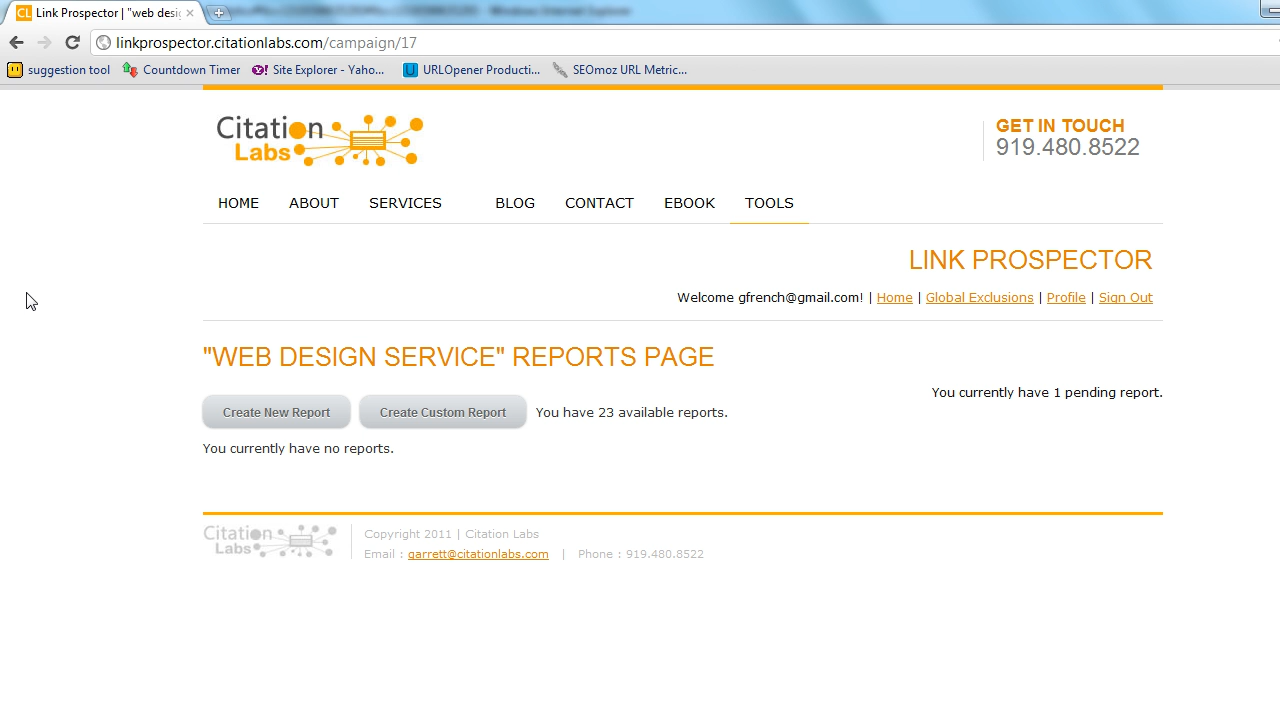 Link Prospector | "web desig
linkprospector.citationlabs.com/campaign/17
suggestion tool Countdown Timer Site Explorer - Yaho... URLOpener Producti... SEOmoz URL Metric...
Citation
Labs
GET IN TOUCH
919.480.8522
HOME ABOUT SERVICES BLOG CONTACT EBOOK TOOLS
LINK PROSPECTOR
Welcome gfrench@gmail.com! | Home | Global Exclusions | Profile | Sign Out
"WEB DESIGN SERVICE" REPORTS PAGE
You currently have 1 pending report.
Create New Report Create Custom Report You have 23 available reports.
You currently have no reports.
Citation
Labs
Copyright 2011 | Citation Labs
Email : garrett@citationlabs.com | Phone : 919.480.8522